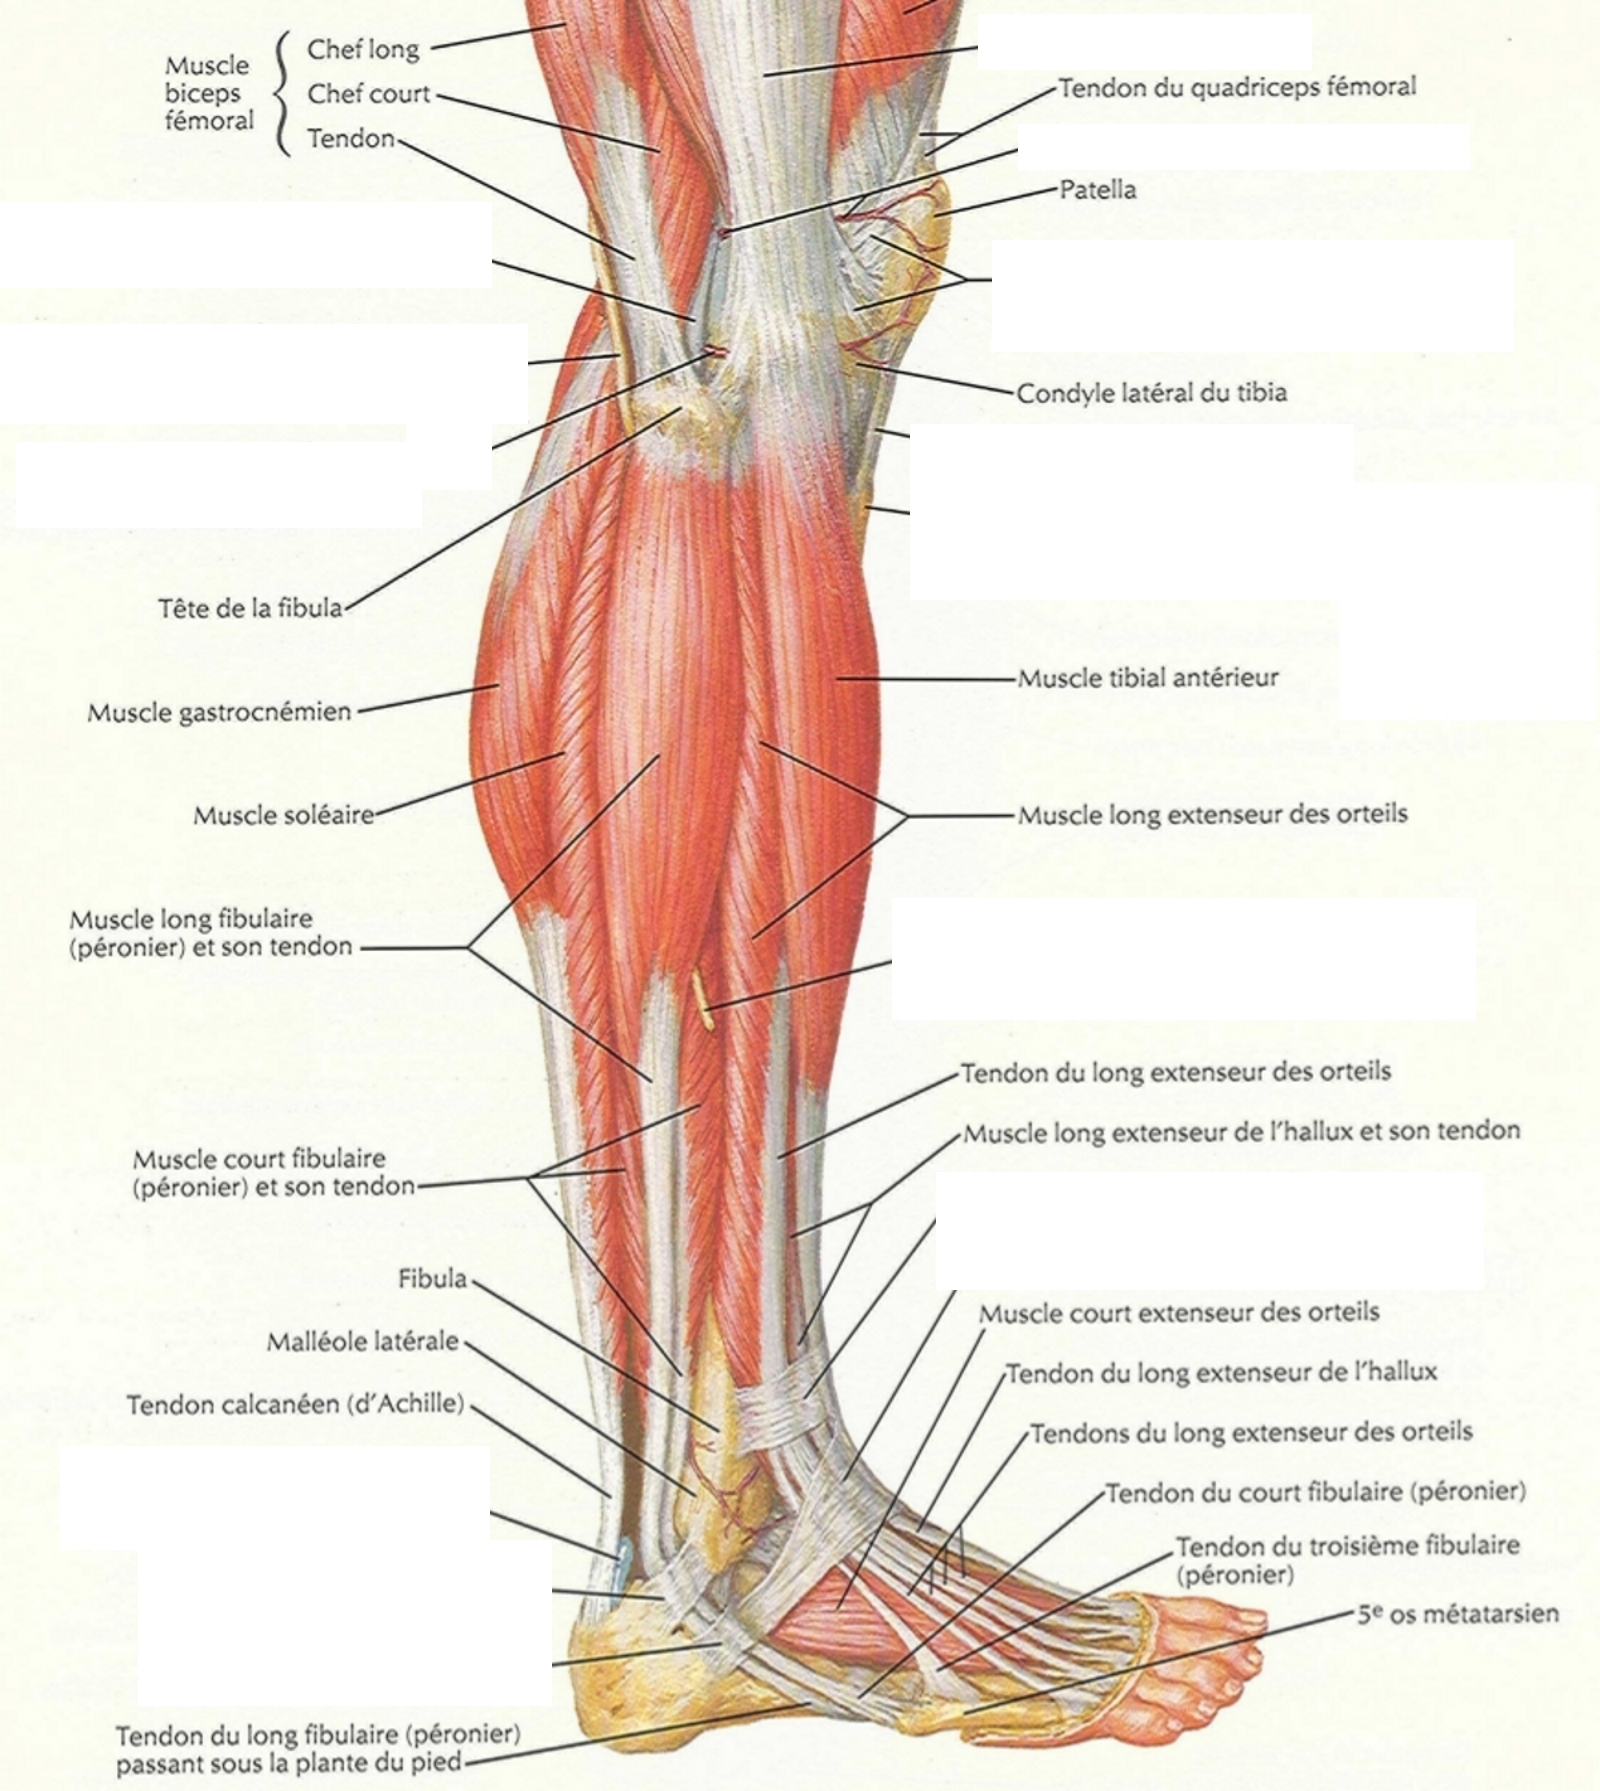 Muscle
biceps
fémoral
Chef long
Chef court
Tendon
Tendon du quadriceps fémoral
Patella
Condyle latéral du tibia
Tête de la fibula
Muscle gastrocnémien
Muscle tibial antérieur
Muscle soléaire
Muscle long extenseur des orteils
Muscle long fibulaire
(péronier) et son tendon
Tendon du long extenseur des orteils
Muscle long extenseur de l'hallux et son tendon
Muscle court fibulaire
(péronier) et son tendon
Fibula
Malléole latérale
Tendon calcanéen (d'Achille)
Muscle court extenseur des orteils
Tendon du long extenseur de l'hallux
Tendons du long extenseur des orteils
Tendon du court fibulaire (péronier)
Tendon du troisième fibulaire
(péronier)
5e os métatarsien
Tendon du long fibulaire (péronier)
passant sous la plante du pied